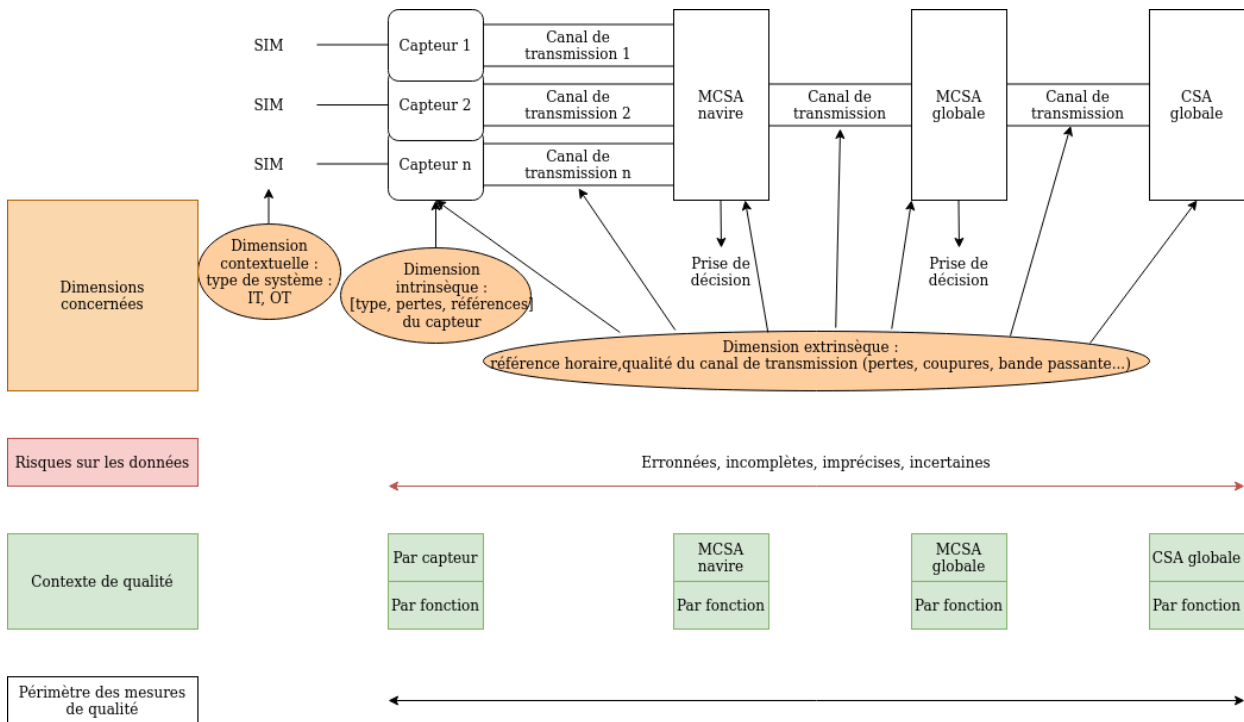 SIM
Capteur 1
Canal de
transmission 1
SIM
Capteur 2
Canal de
transmission 2
MCSA
navire
Canal de
transmission
MCSA
globale
Canal de
transmission
CSA
globale
SIM
Capteur n
Canal de
transmission n
Dimensions
concernées
Dimension
contextuelle :
type de système :
IT, OT
Dimension
intrinsèque :
[type, pertes, références]
du capteur
Prise de
décision
Prise de
décision
Dimension extrinsèque :
référence horaire,qualité du canal de transmission (pertes, coupures, bande passante...)
Risques sur les données
Erronnées, incomplètes, imprécises, incertaines
Contexte de qualité
Par capteur
Par fonction
MCSA
navire
Par fonction
MCSA
globale
Par fonction
CSA globale
Par fonction
Périmètre des mesures
de qualité